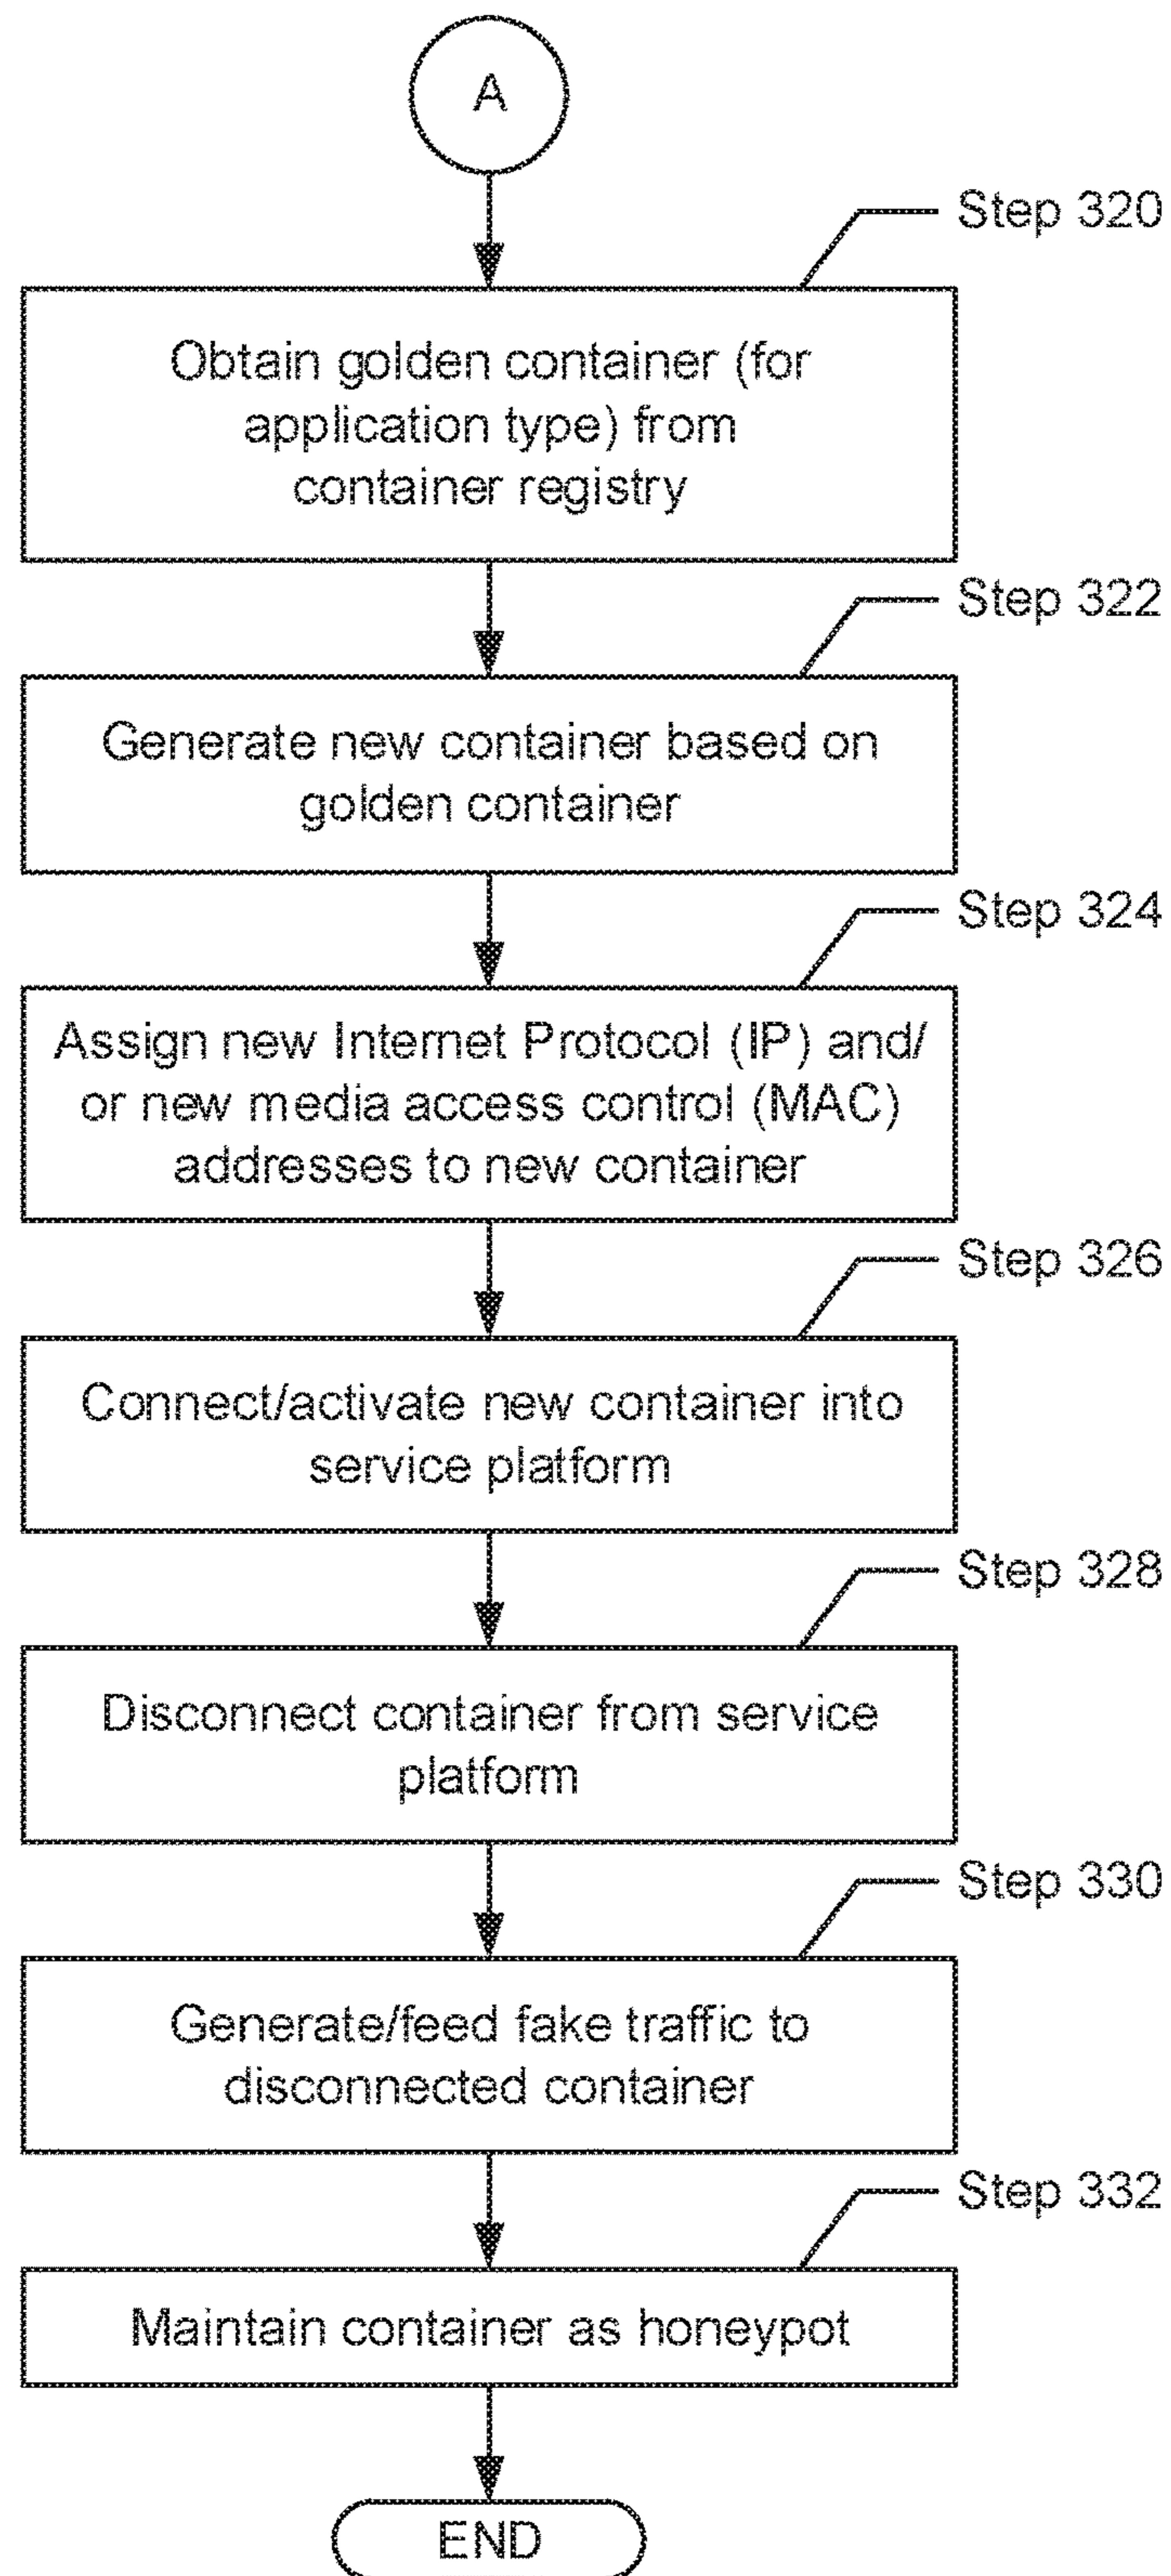 A
Step 320
Obtain golden container (for
application type) from
container registry
Step 322
Generate new container based on
golden container
Step 324
Assign new Internet Protocol (IP) and/
or new media access control (MAC)
addresses to new container
Step 326
Connect/activate new container into
service platform
Step 328
Disconnect container from service
platform
Step 330
Generate/feed fake traffic to
disconnected container
Step 332
Maintain container as honeypot
END